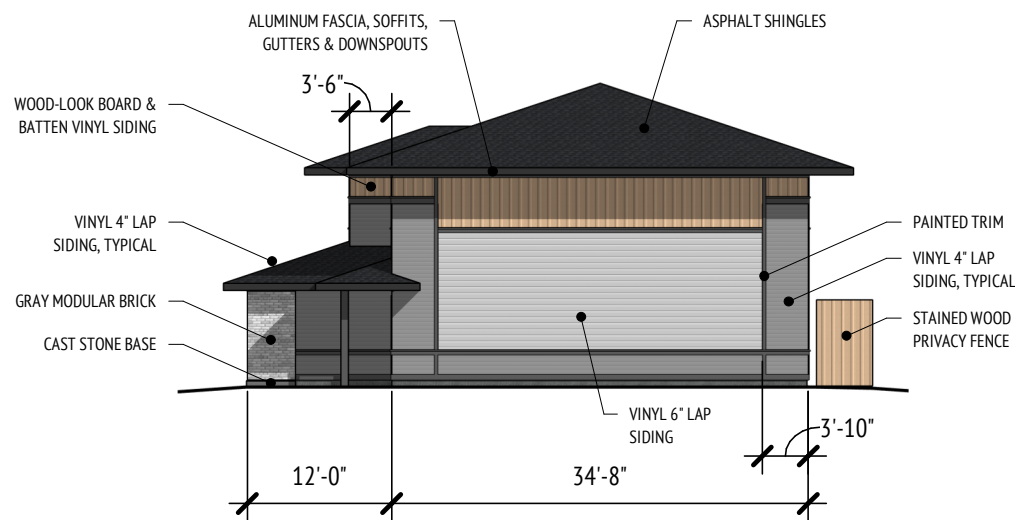 ALUMINUM FASCIA, SOFFITS,
GUTTERS & DOWNSPOUTS
ASPHALT SHINGLES
3'-6"
WOOD-LOOK BOARD &
BATTEN VINYL SIDING
VINYL 4" LAP
SIDING, TYPICAL
GRAY MODULAR BRICK
CAST STONE BASE
PAINTED TRIM
VINYL 4" LAP
SIDING, TYPICAL
STAINED WOOD
PRIVACY FENCE
VINYL 6" LAP
SIDING
3'-10"
12'-0"
34'-8"